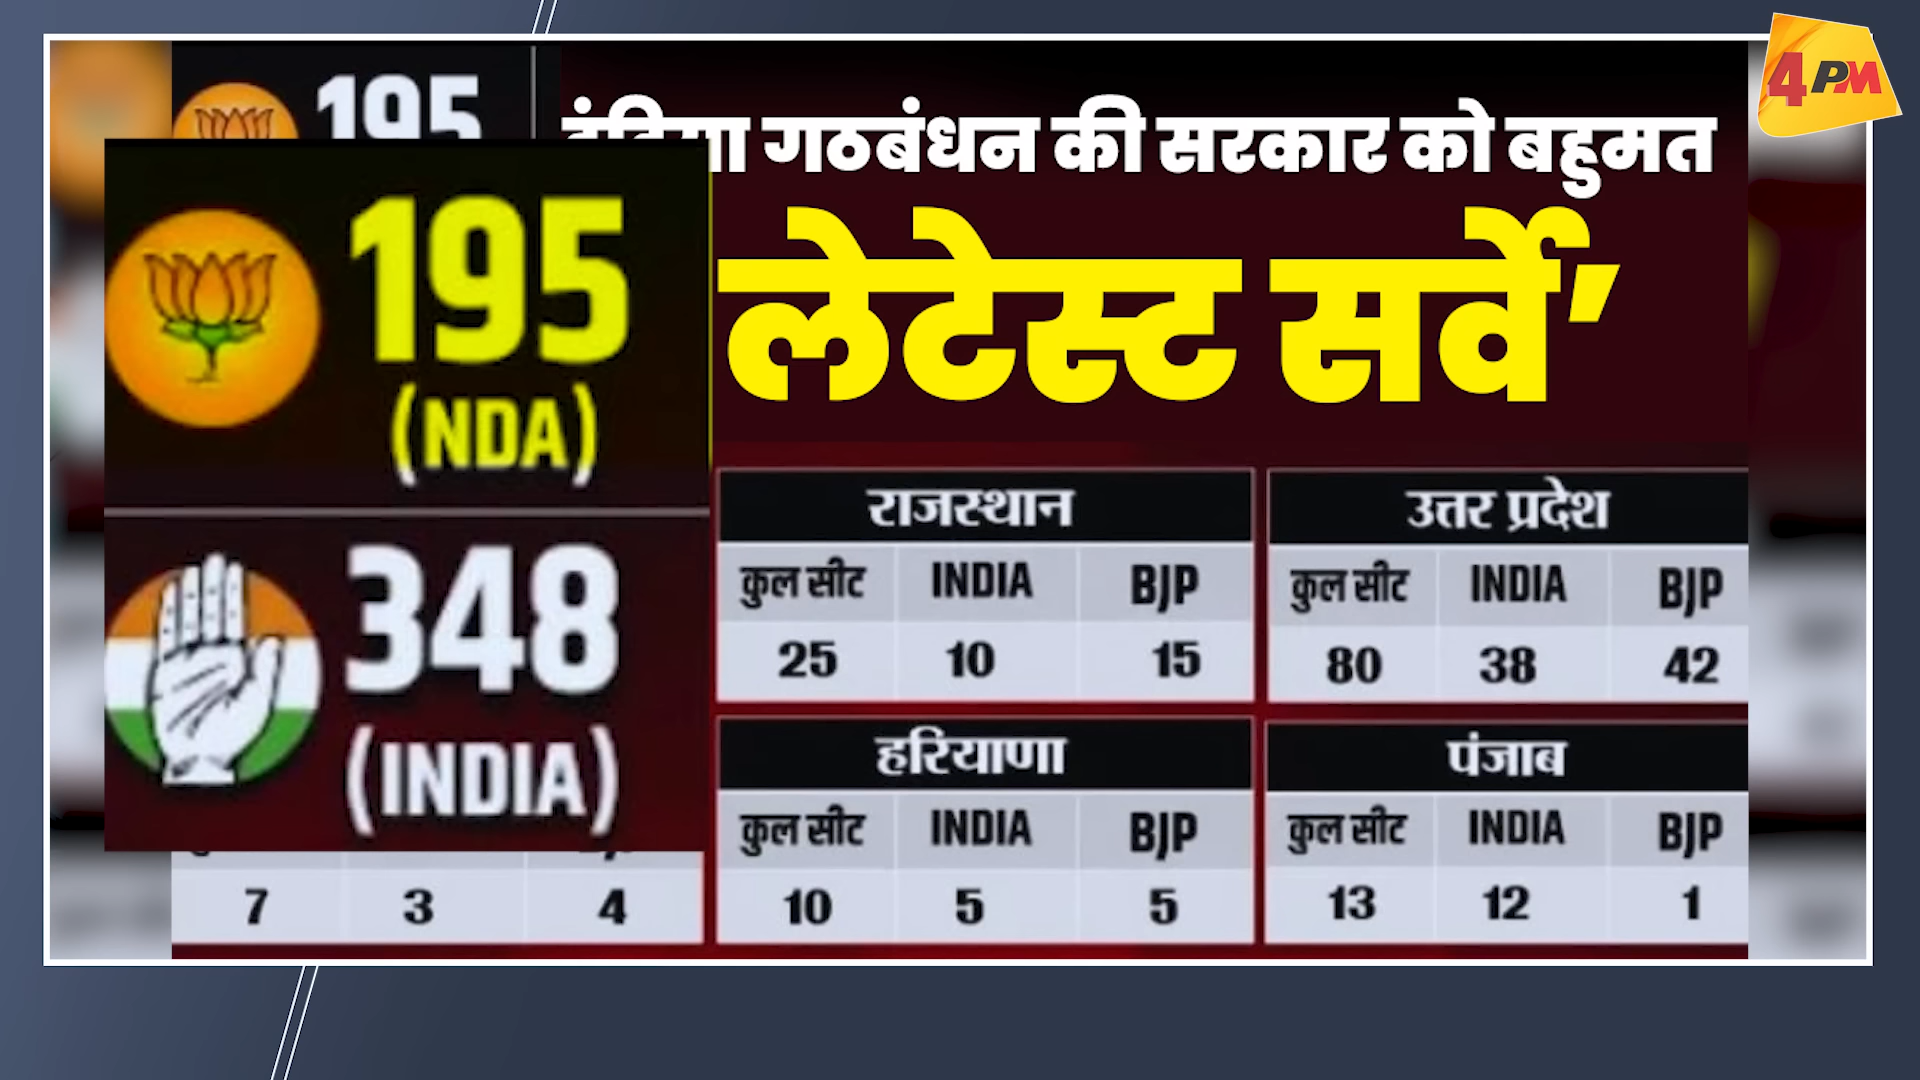 4PM
195
गठबंधन की सरकार को बहुमत
लेटेस्ट सर्वे’
195
(NDA)
348
(INDIA)
राजस्थान
कुल सीट INDIA BJP
25 10 15
उत्तर प्रदेश
कुल सीट INDIA BJP
80 38 42
7 3 4
हरियाणा
कुल सीट INDIA BJP
10 5 5
पंजाब
कुल सीट INDIA BJP
13 12 1